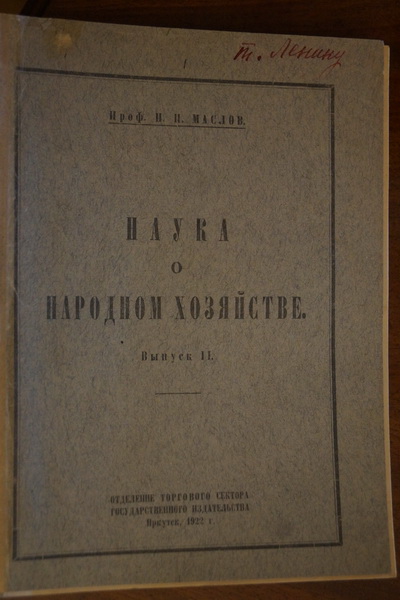 т. Ленину
Проф. П. П. МАСЛОВ.
НАУКА
О
НАРОДНОМ ХОЗЯЙСТВЕ.
Выпуск II.
ОТДЕЛЕНИЕ ТОРГОВОГО СЕКТОРА
ГОСУДАРСТВЕННОГО ИЗДАТЕЛЬСТВА
Иркутск, 1922 г.